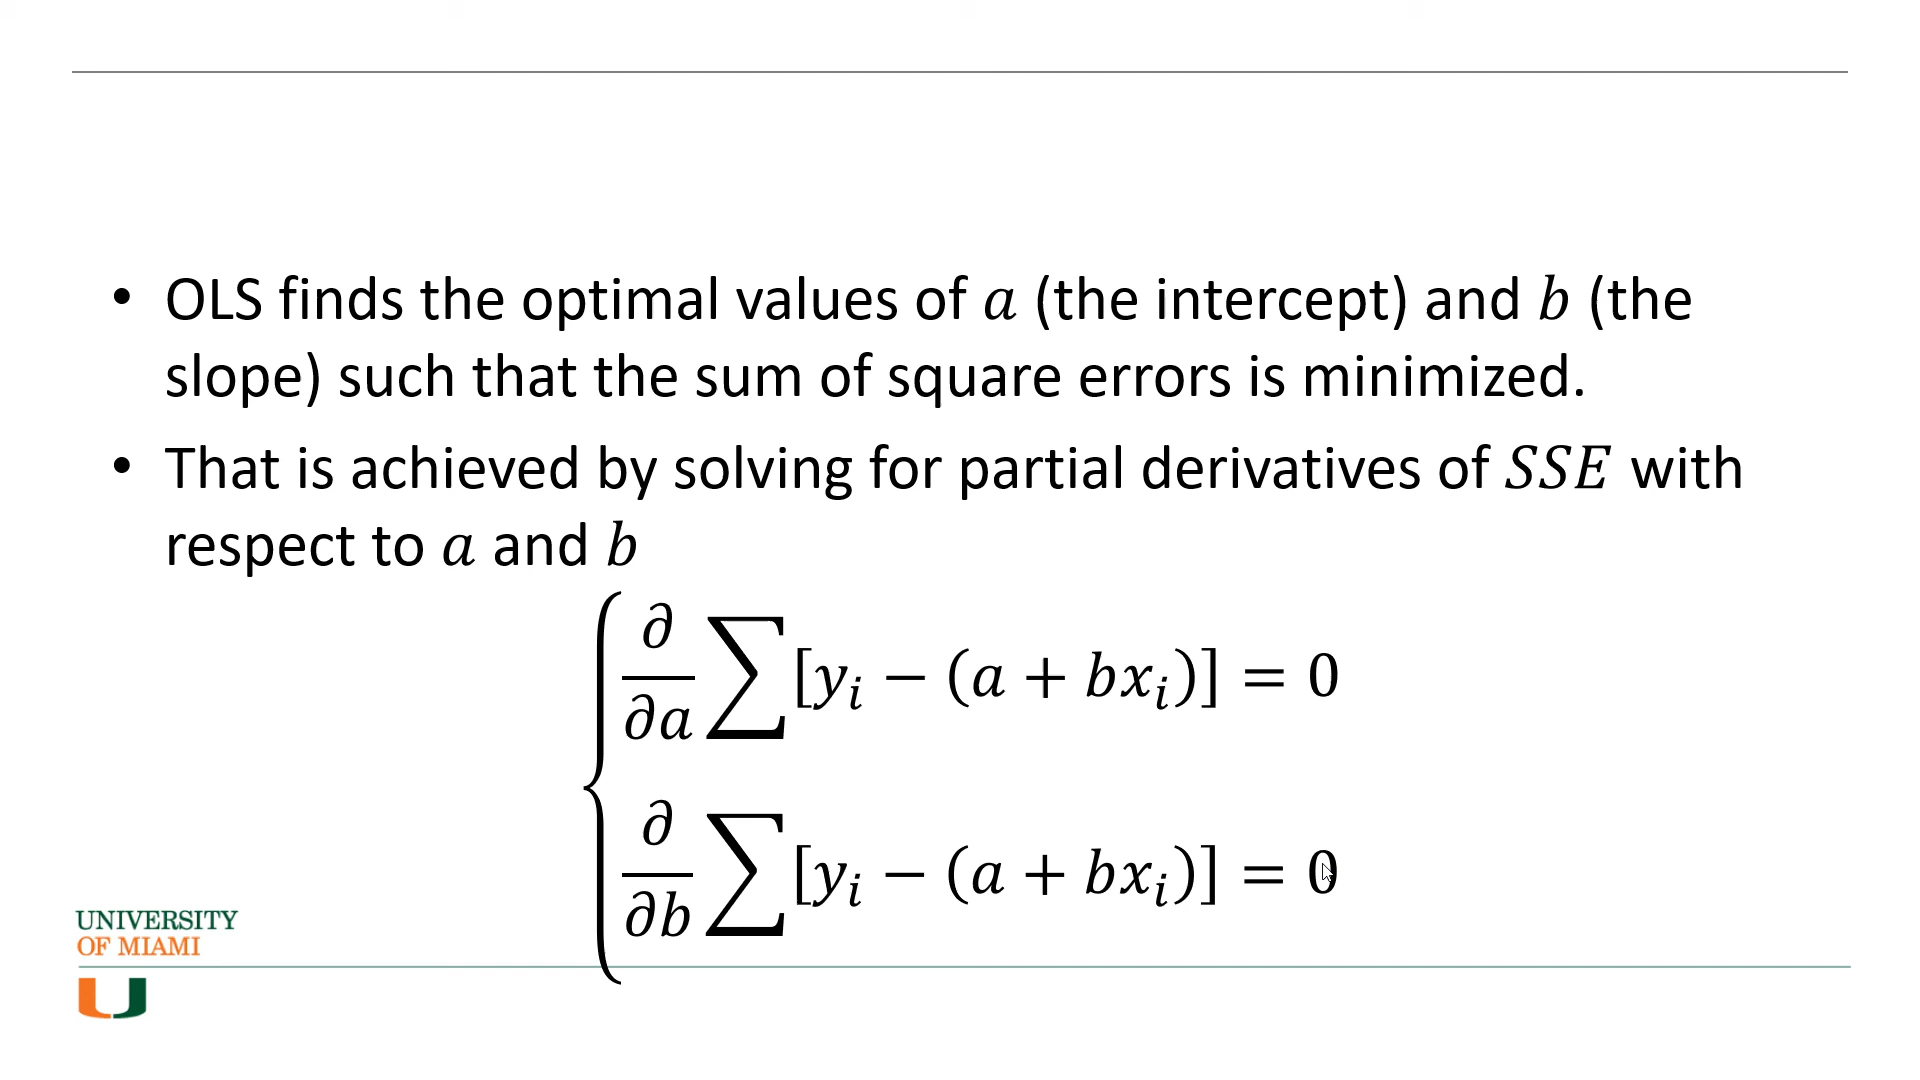 • OLS finds the optimal values of a (the intercept) and b (the
slope) such that the sum of square errors is minimized.
• That is achieved by solving for partial derivatives of SSE with
respect to a and b
∂/∂a ∑[yᵢ − (a + bxᵢ)] = 0
∂/∂b ∑[yᵢ − (a + bxᵢ)] = 0
UNIVERSITY
OF MIAMI
U